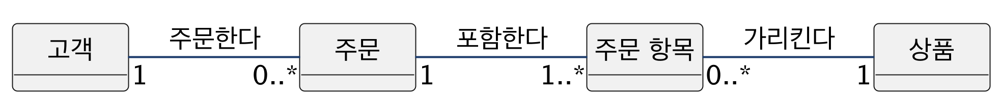 고객
주문한다
1
0..*
주문
포함한다
1
1..*
주문 항목
가리킨다
0..*
1
상품